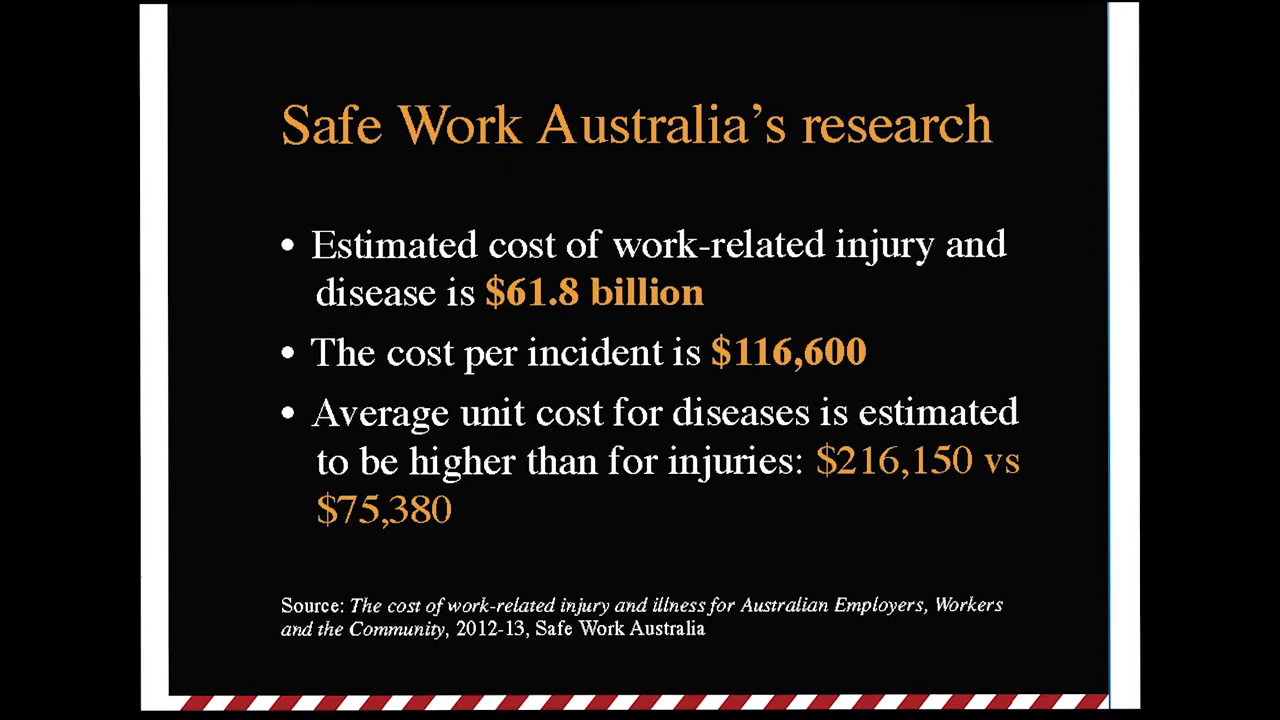 Safe Work Australia's research
• Estimated cost of work-related injury and
disease is $61.8 billion
• The cost per incident is $116,600
• Average unit cost for diseases is estimated
to be higher than for injuries: $216,150 vs
$75,380
Source: The cost of work-related injury and illness for Australian Employers, Workers
and the Community, 2012-13, Safe Work Australia